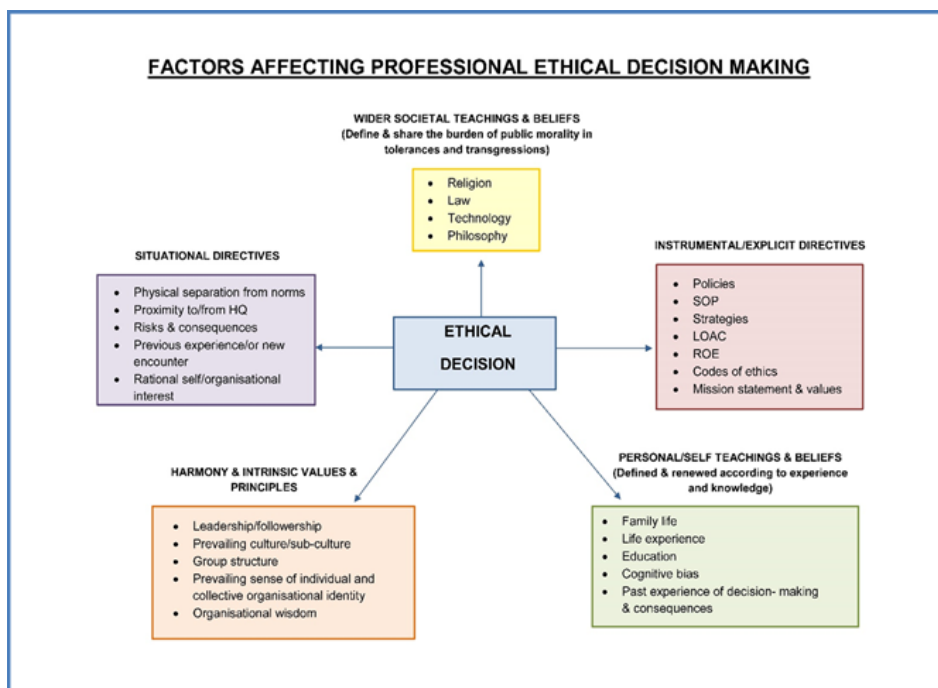 FACTORS AFFECTING PROFESSIONAL ETHICAL DECISION MAKING
WIDER SOCIETAL TEACHINGS & BELIEFS
(Define & share the burden of public morality in
tolerances and transgressions)
• Religion
• Law
• Technology
• Philosophy
SITUATIONAL DIRECTIVES
• Physical separation from norms
• Proximity to/from HQ
• Risks & consequences
• Previous experience/or new
encounter
• Rational self/organisational
interest
ETHICAL
DECISION
INSTRUMENTAL/EXPLICIT DIRECTIVES
• Policies
• SOP
• Strategies
• LOAC
• ROE
• Codes of ethics
• Mission statement & values
HARMONY & INTRINSIC VALUES &
PRINCIPLES
• Leadership/followership
• Prevailing culture/sub-culture
• Group structure
• Prevailing sense of individual and
collective organisational identity
• Organisational wisdom
PERSONAL/SELF TEACHINGS & BELIEFS
(Defined & renewed according to experience
and knowledge)
• Family life
• Life experience
• Education
• Cognitive bias
• Past experience of decision- making
& consequences